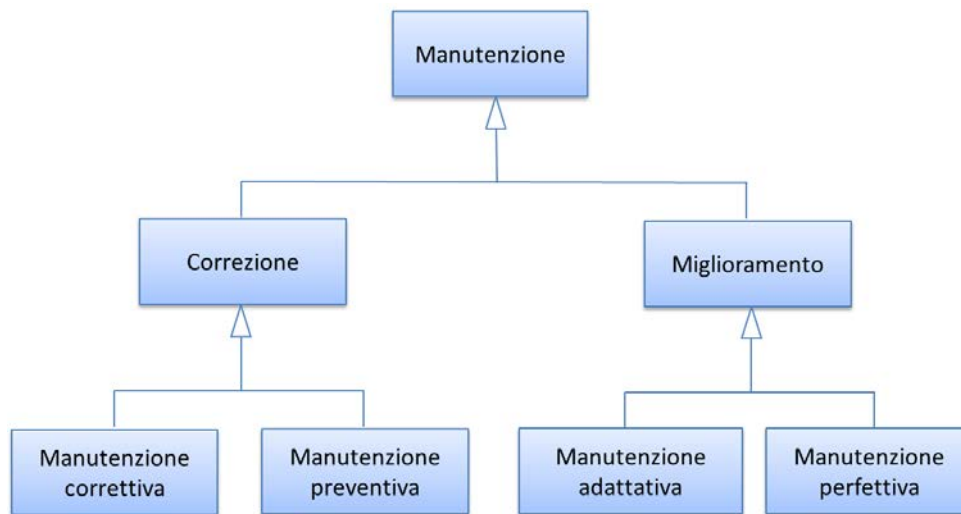 Manutenzione
Correzione
Miglioramento
Manutenzione
correttiva
Manutenzione
preventiva
Manutenzione
adattativa
Manutenzione
perfettiva